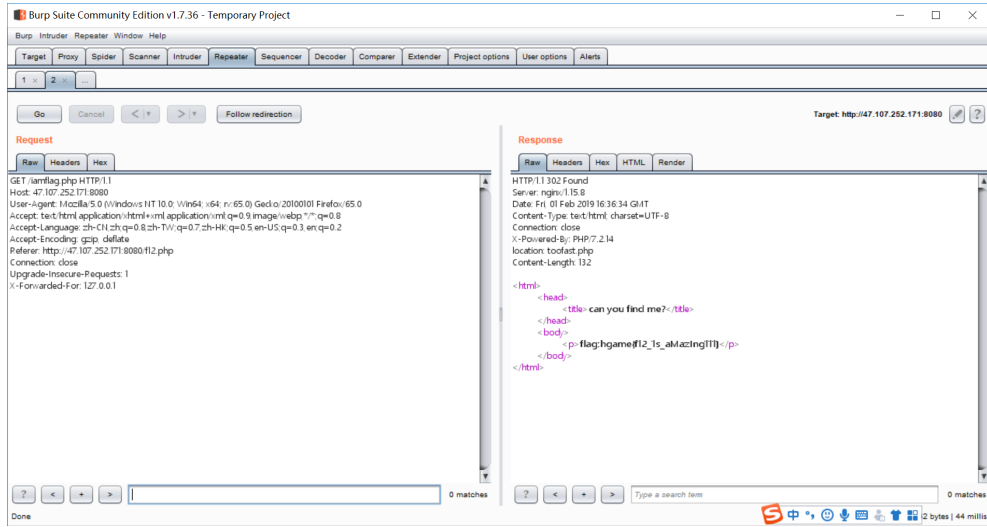 Burp Suite Community Edition v1.7.36 - Temporary Project
Burp Intruder Repeater Window Help
Target Proxy Spider Scanner Intruder Repeater Sequencer Decoder Comparer Extender Project options User options Alerts
1 × 2 × ...
Go Cancel < | ▼ > | ▼ Follow redirection Target: http://47.107.252.171:8080 ?
Request
Raw Headers Hex
GET /iamflag.php HTTP/1.1
Host: 47.107.252.171:8080
User-Agent: Mozilla/5.0 (Windows NT 10.0; Win64; x64; rv:65.0) Gecko/20100101 Firefox/65.0
Accept: text/html,application/xhtml+xml,application/xml;q=0.9,image/webp,*/*;q=0.8
Accept-Language: zh-CN,zh;q=0.8,zh-TW;q=0.7,zh-HK;q=0.5,en-US;q=0.3,en;q=0.2
Accept-Encoding: gzip, deflate
Referer: http://47.107.252.171:8080/f12.php
Connection: close
Upgrade-Insecure-Requests: 1
X-Forwarded-For: 127.0.0.1
? < + > 0 matches
Done
Response
Raw Headers Hex HTML Render
HTTP/1.1 302 Found
Server: nginx/1.15.8
Date: Fri, 01 Feb 2019 16:36:34 GMT
Content-Type: text/html; charset=UTF-8
Connection: close
X-Powered-By: PHP/7.2.14
location: toofast.php
Content-Length: 132
<html>
<head>
<title> can you find me?</title>
</head>
<body>
<p> flag:hgame{f12_1s_aMazIng111}</p>
</body>
</html>
? < + > Type a search term 0 matches
S 中 2 bytes | 44 millis